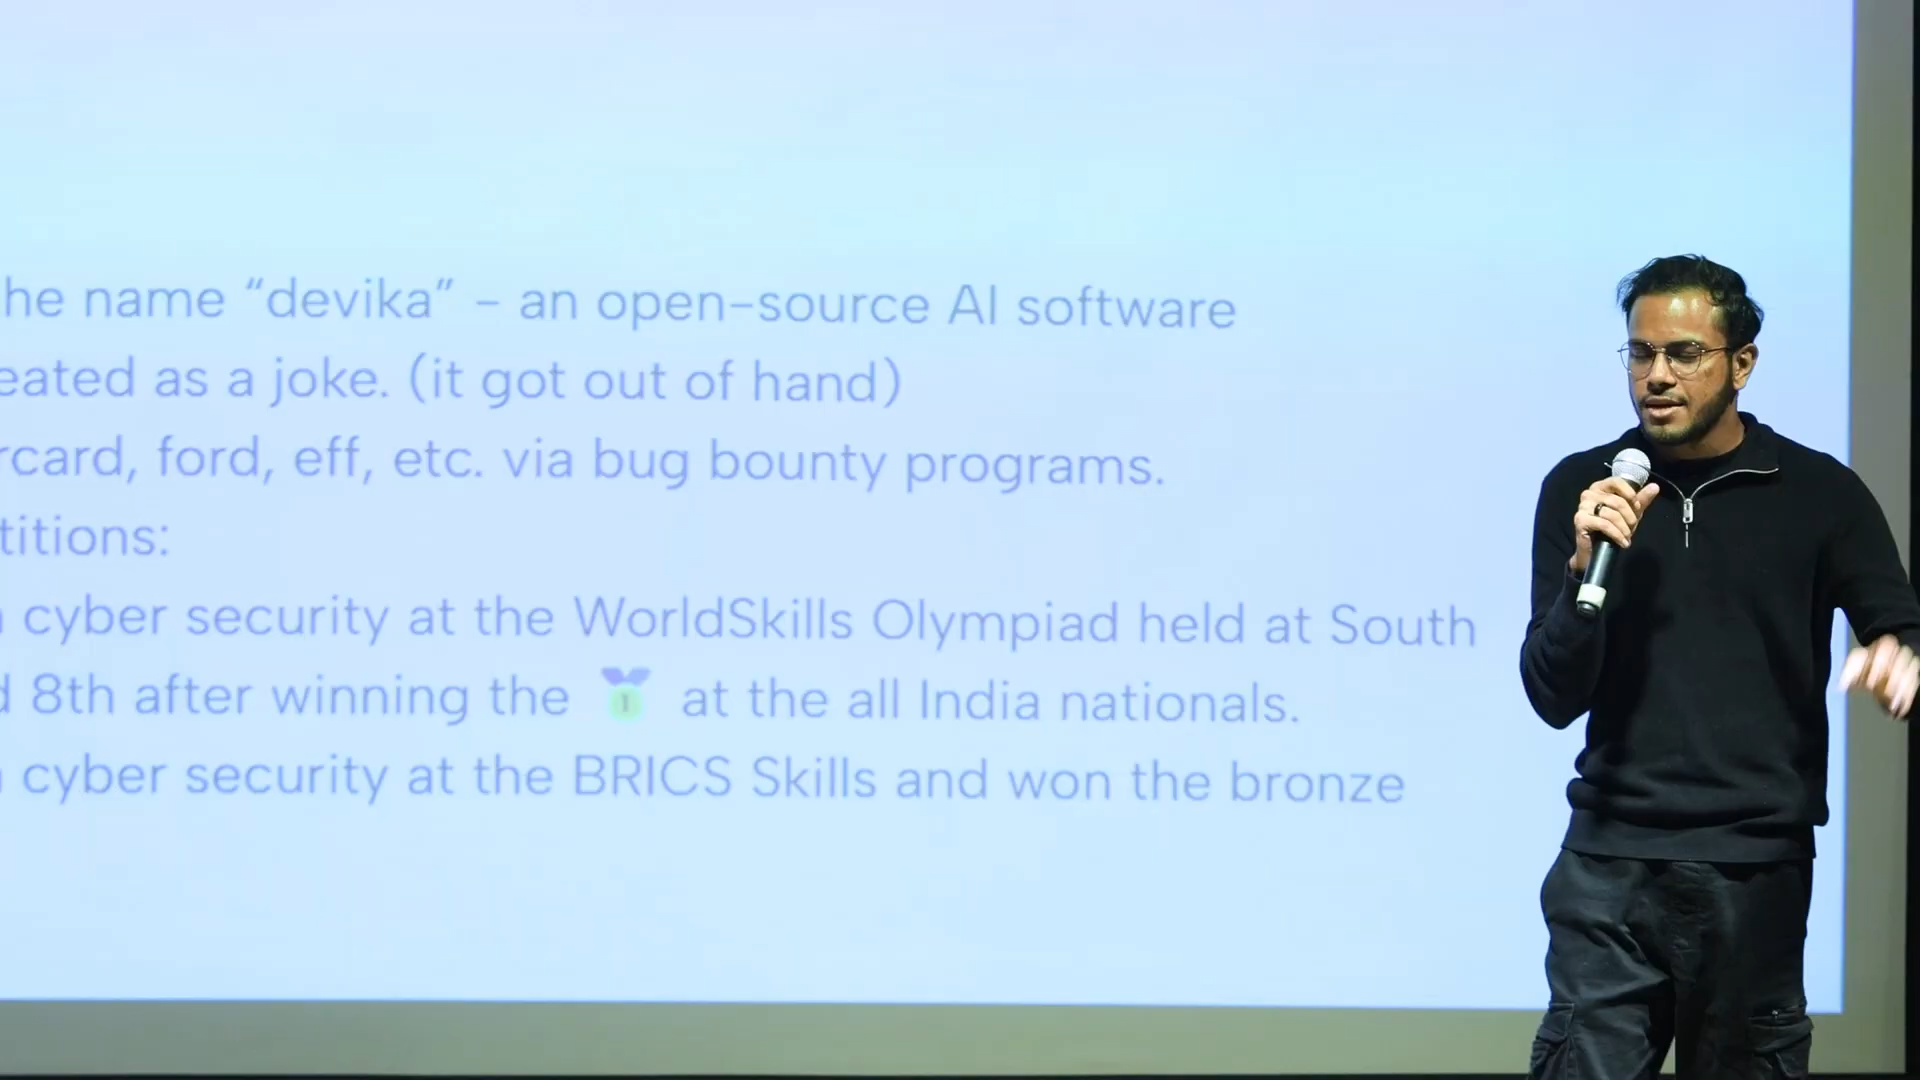 he name “devika” – an open-source AI software
eated as a joke. (it got out of hand)
rcard, ford, eff, etc. via bug bounty programs.
titions:
cyber security at the WorldSkills Olympiad held at South
d 8th after winning the 🥇 at the all India nationals.
cyber security at the BRICS Skills and won the bronze